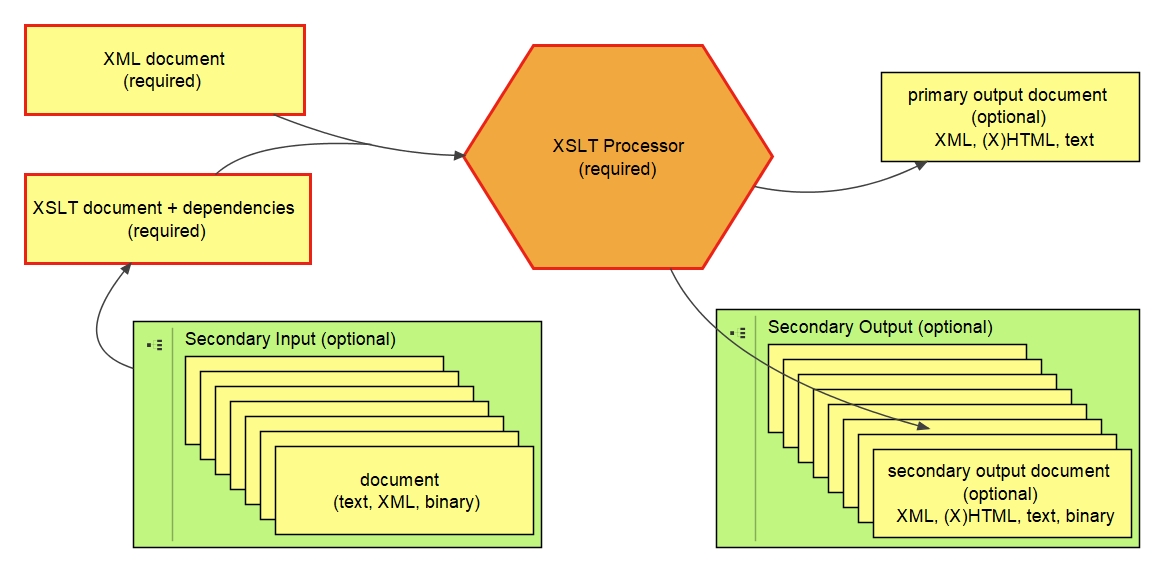 XML document
(required)
XSLT document + dependencies
(required)
XSLT Processor
(required)
primary output document
(optional)
XML, (X)HTML, text
Secondary Input (optional)
document
(text, XML, binary)
Secondary Output (optional)
secondary output document
(optional)
XML, (X)HTML, text, binary